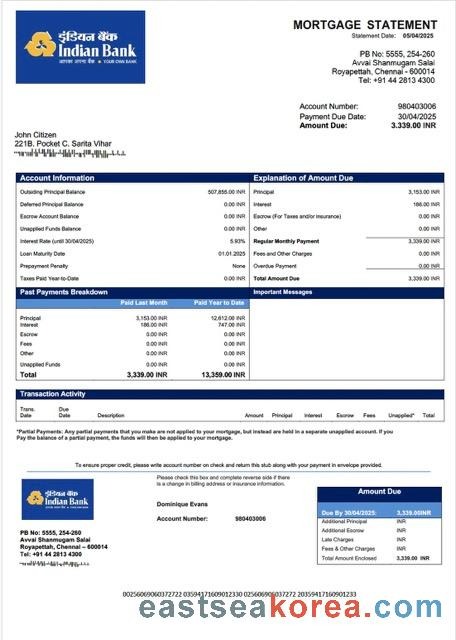 इंडियन बैंक
Indian Bank
आपका अपना बैंक YOUR OWN BANK
MORTGAGE STATEMENT
Statement Date: 05/04/2025
PB No: 5555, 254-260
Avvai Shanmugam Salai
Royapettah, Chennai - 600014
Tel: +91 44 2813 4300
Account Number: 980403006
Payment Due Date: 30/04/2025
Amount Due: 3.339.00 INR
John Citizen
221B. Pocket C. Sarita Vihar
Account Information
Outsiding Principal Balance 507,855.00 INR
Deferred Principal Balance 0.00 INR
Escrow Account Balance 0.00 INR
Unapplied Funds Balance 0.00 INR
Interest Rate (until 30/04/2025) 5.93%
Loan Maturity Date 01.01.2025
Prepayment Penalty None
Taxes Paid Year-to-Date 0.00 INR
Explanation of Amount Due
Principal 3,153.00 INR
Interest 186.00 INR
Escrow (For Taxes and/or Insurance) 0.00 INR
Other 0.00 INR
Regular Monthly Payment 3,339.00 INR
Fees and Other Charges 0.00 INR
Overdue Payment 0.00 INR
Total Amount Due 3,339.00 INR
Past Payments Breakdown
Paid Last Month Paid Year to Date
Principal 3,153.00 INR 12,612.00 INR
Interest 186.00 INR 747.00 INR
Escrow 0.00 INR 0.00 INR
Fees 0.00 INR 0.00 INR
Other 0.00 INR 0.00 INR
Unapplied Funds 0.00 INR 0.00 INR
Total 3,339.00 INR 13,359.00 INR
Important Messages
Transaction Activity
Trans. Date Due Date Description Amount Principal Interest Escrow Fees Unapplied* Total
*Partial Payments: Any partial payments that you make are not applied to your mortgage, but instead are held in a separate unapplied account. If you
Pay the balance of a partial payment, the funds will then be applied to your mortgage.
To ensure proper credit, please write account number on check and return this stub along with your payment in envelope provided.
इंडियन बैंक
Indian Bank
PB No: 5555, 254-260
Avvai Shanmugam Salai
Royapettah, Chennai – 600014
Tel: +91 44 2813 4300
Please check this box and complete reverse side if there
is a change in billing address or insurance information.
Dominique Evans
Account Number: 980403006
Amount Due
Due By 30/04/2025: 3,339.00INR
Additional Principal INR
Additional Escrow INR
Late Charges INR
Fees & Other Charges INR
Total Amount Enclosed 3,339.00 INR
eastseakorea.com